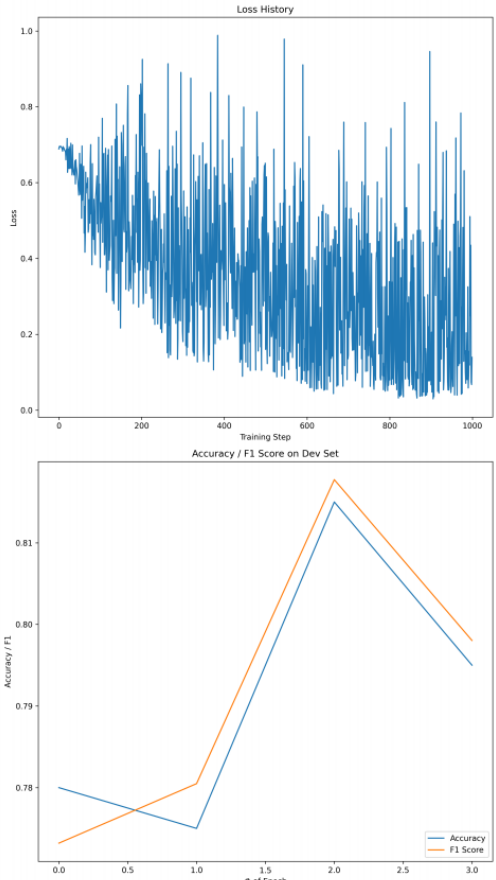 Loss History
1.0
0.8
0.6
0.4
0.2
0.0
Loss
0 200 400 600 800 1000
Training Step
Accuracy / F1 Score on Dev Set
0.81
0.80
0.79
0.78
Accuracy / F1
Accuracy
F1 Score
0.0 0.5 1.0 1.5 2.0 2.5 3.0
# of Epoch